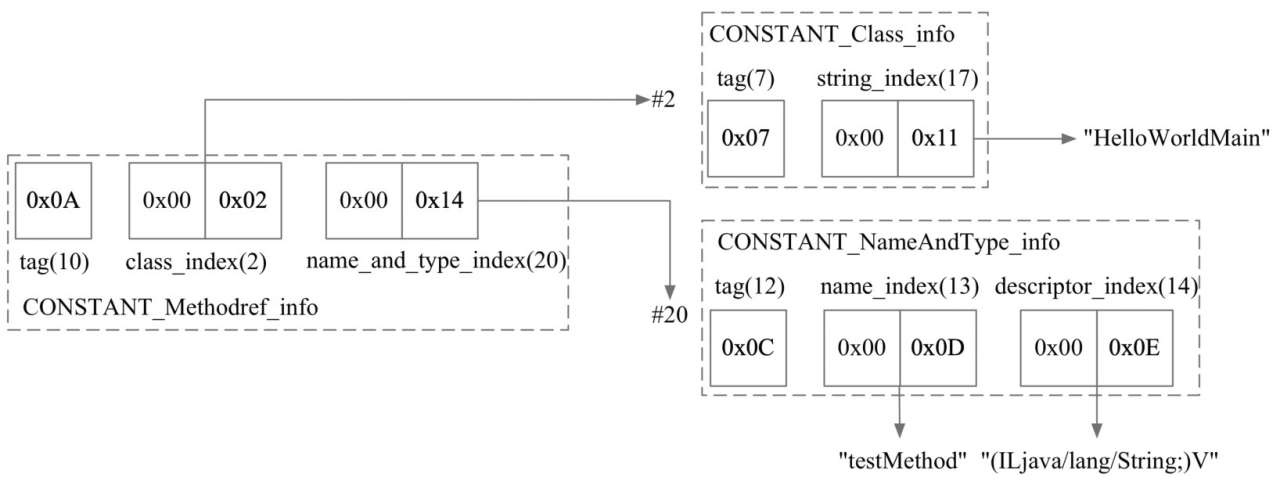 CONSTANT_Class_info
tag(7) string_index(17)
#2
0x07 0x00 0x11 "HelloWorldMain"
0x0A 0x00 0x02 0x00 0x14
tag(10) class_index(2) name_and_type_index(20)
CONSTANT_Methodref_info
CONSTANT_NameAndType_info
tag(12) name_index(13) descriptor_index(14)
#20
0x0C 0x00 0x0D 0x00 0x0E
"testMethod" "(ILjava/lang/String;)V"